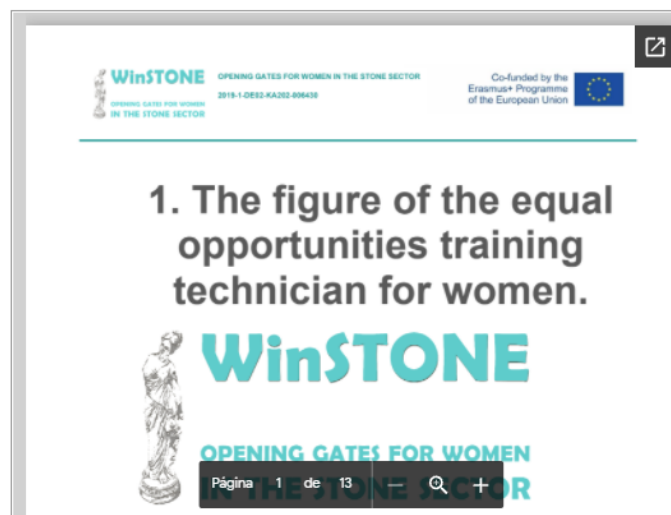 WinSTONE
OPENING GATES FOR WOMEN
IN THE STONE SECTOR
OPENING GATES FOR WOMEN IN THE STONE SECTOR
2019-1-DE02-KA202-006430
Co-funded by the
Erasmus+ Programme
of the European Union
1. The figure of the equal
opportunities training
technician for women.
WinSTONE
OPENING GATES FOR WOMEN
IN THE STONE SECTOR
Página 1 de 13